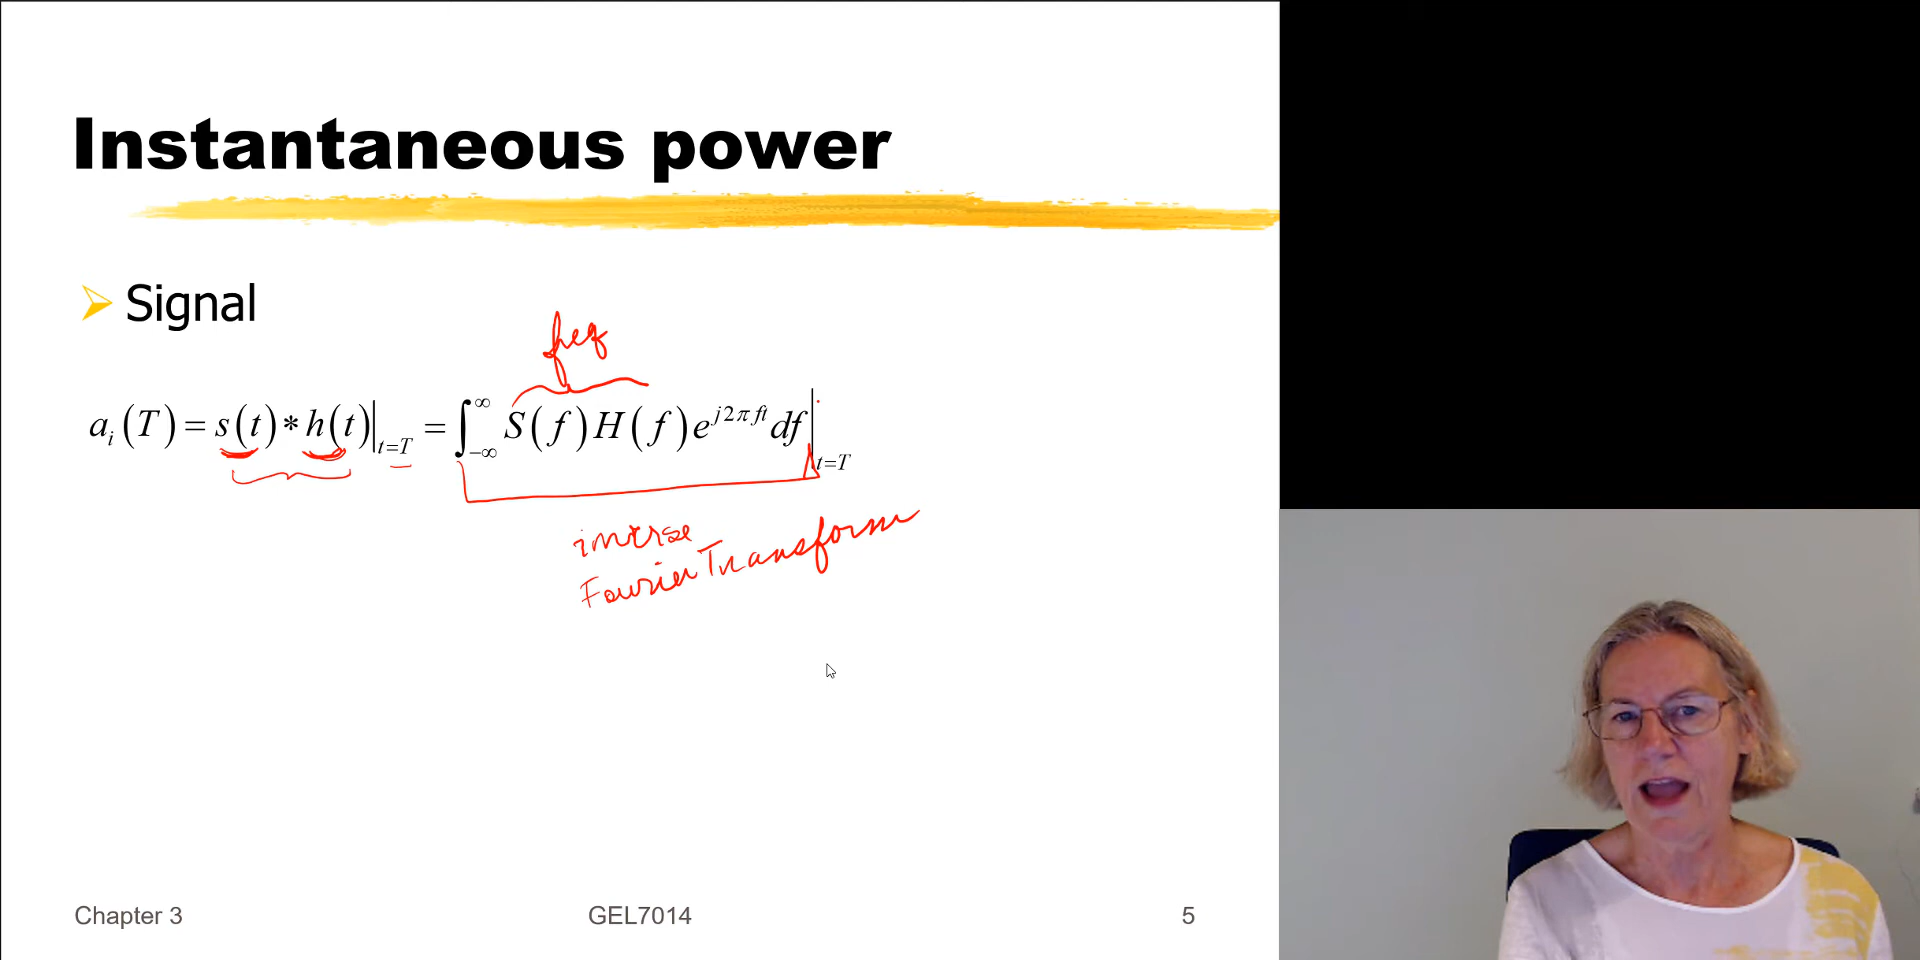 Instantaneous power
Signal
freq
a_i(T) = s(t) * h(t)|_{t=T} = ∫_{-∞}^{∞} S(f)H(f)e^{j2πft}df|_{t=T}
inverse
Fourier Transform
Chapter 3 GEL7014 5